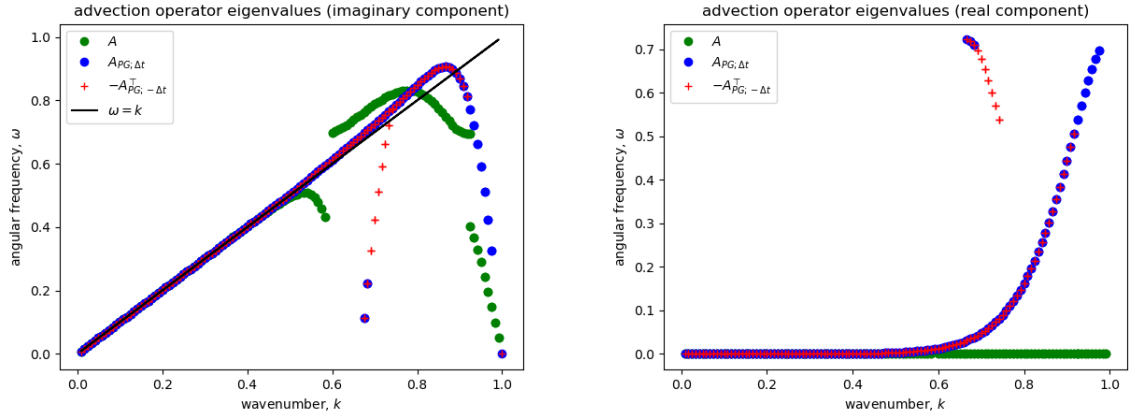 advection operator eigenvalues (imaginary component)
1.0
0.8
0.6
0.4
0.2
0.0
angular frequency, ω
A
A_{PG; Δt}
−A^⊤_{PG; −Δt}
ω = k
0.0 0.2 0.4 0.6 0.8 1.0
wavenumber, k
advection operator eigenvalues (real component)
0.7
0.6
0.5
0.4
0.3
0.2
0.1
0.0
angular frequency, ω
A
A_{PG; Δt}
−A^⊤_{PG; −Δt}
0.0 0.2 0.4 0.6 0.8 1.0
wavenumber, k